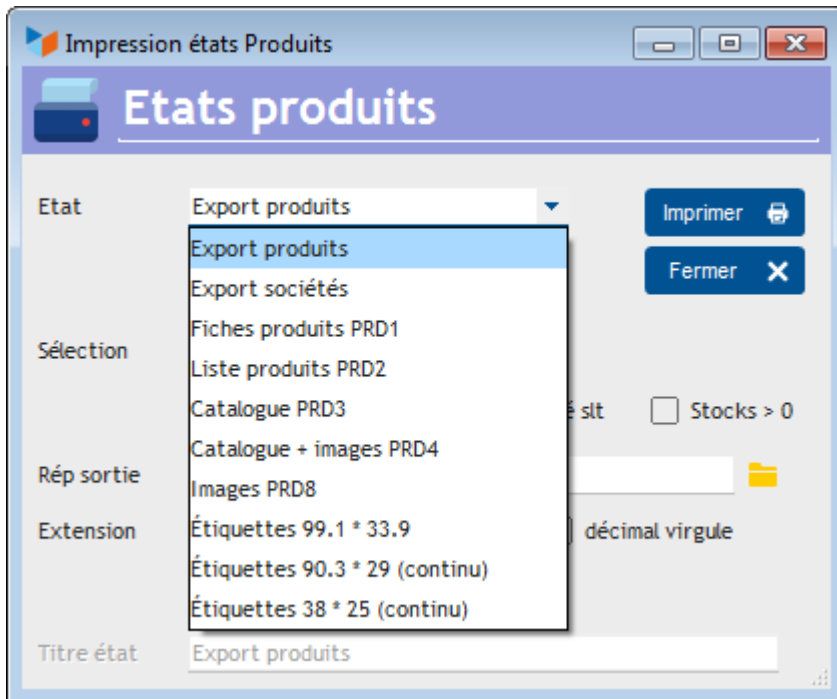 Impression états Produits
Etats produits
Etat
Export produits
Imprimer
Fermer
Export produits
Export sociétés
Fiches produits PRD1
Liste produits PRD2
Catalogue PRD3
Catalogue + images PRD4
Images PRD8
Étiquettes 99.1 * 33.9
Étiquettes 90.3 * 29 (continu)
Étiquettes 38 * 25 (continu)
Sélection
slt
Stocks > 0
Rép sortie
Extension
décimal virgule
Titre état
Export produits